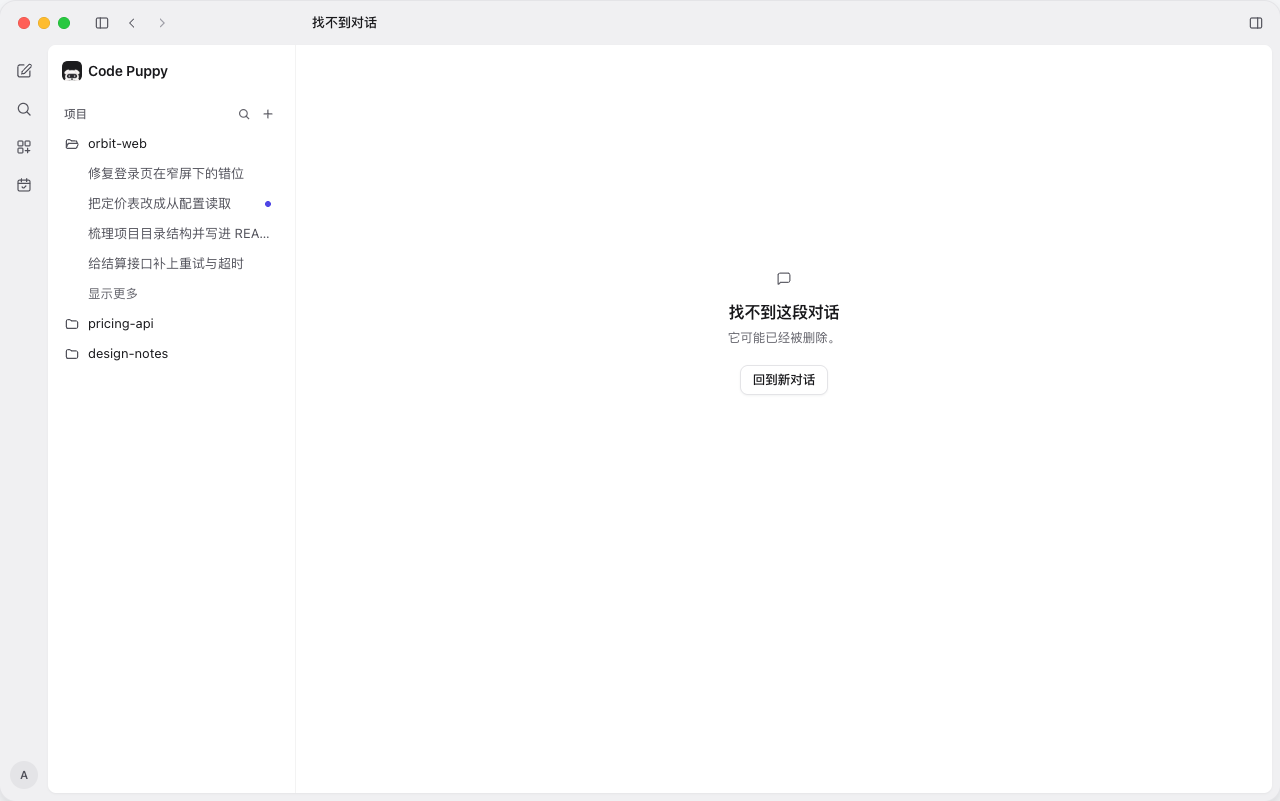 找不到对话
Code Puppy
项目
orbit-web
修复登录页在窄屏下的错位
把定价表改成从配置读取
梳理项目目录结构并写进 REA...
给结算接口补上重试与超时
显示更多
pricing-api
design-notes
找不到这段对话
它可能已经被删除。
回到新对话
A